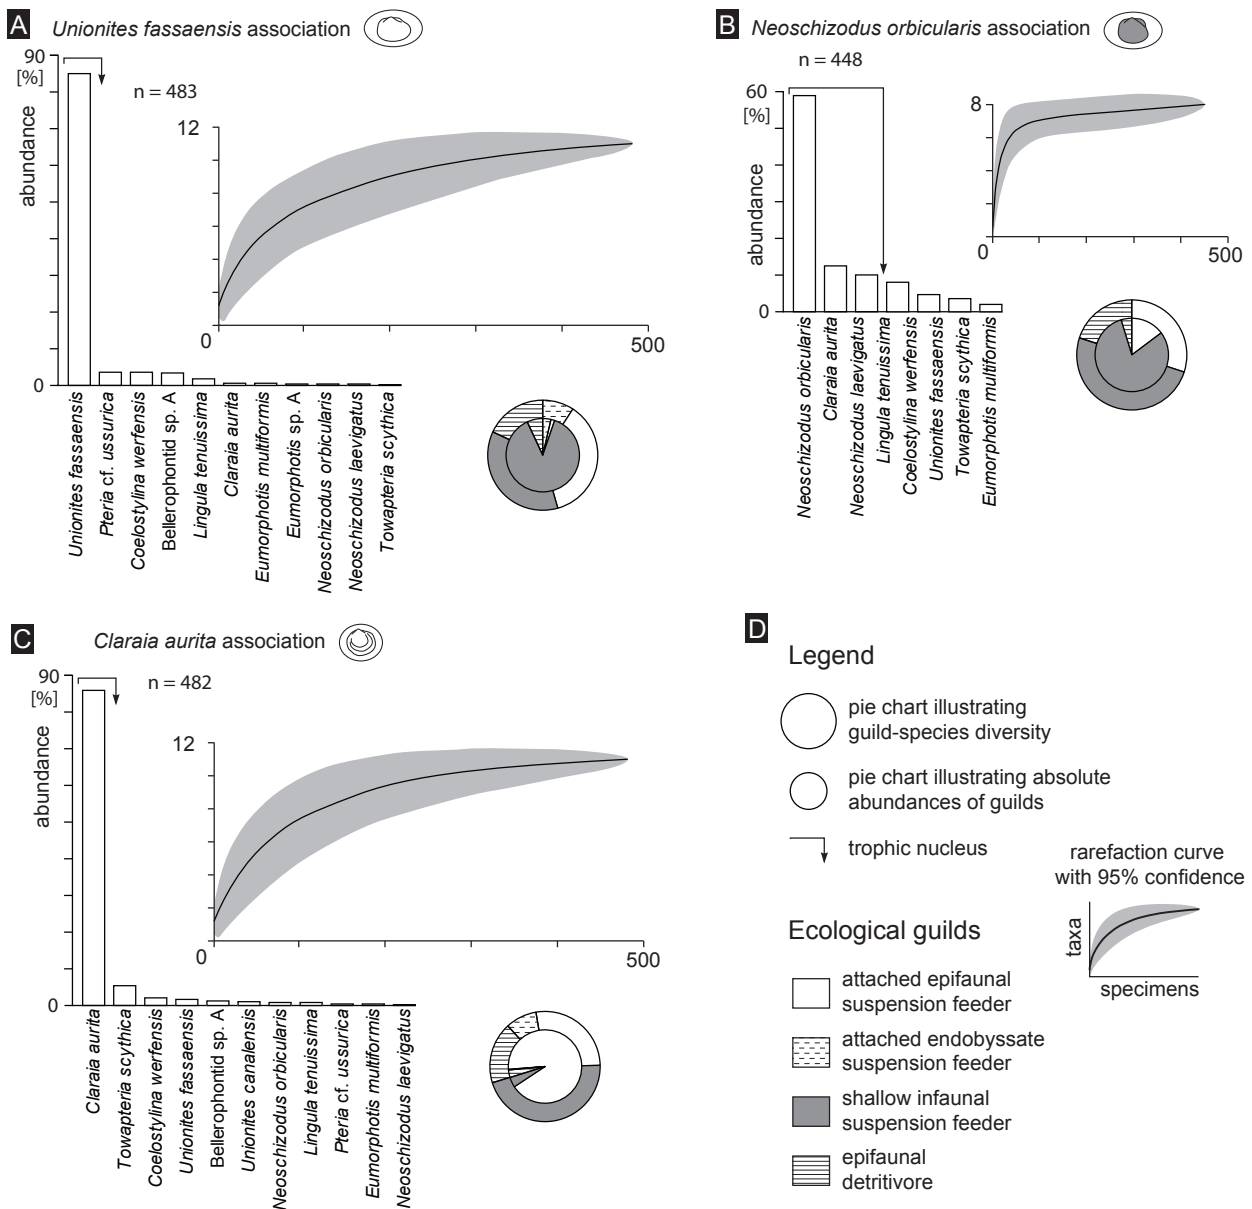 A
Unionites fassaensis association
90
[%]
abundance
0
n = 483
12
0
500
Unionites fassaensis
Pteria cf. ussurica
Coelostylina werfensis
Bellerophontid sp. A
Lingula tenuissima
Claraia aurita
Eumorphotis multiformis
Eumorphotis sp. A
Neoschizodus orbicularis
Neoschizodus laevigatus
Towapteria scythica
B
Neoschizodus orbicularis association
n = 448
60
[%]
abundance
0
8
0
500
Neoschizodus orbicularis
Claraia aurita
Neoschizodus laevigatus
Lingula tenuissima
Coelostylina werfensis
Unionites fassaensis
Towapteria scythica
Eumorphotis multiformis
C
Claraia aurita association
90
[%]
abundance
0
n = 482
12
0
500
Claraia aurita
Towapteria scythica
Coelostylina werfensis
Unionites fassaensis
Bellerophontid sp. A
Unionites canalensis
Neoschizodus orbicularis
Lingula tenuissima
Pteria cf. ussurica
Eumorphotis multiformis
Neoschizodus laevigatus
D
Legend
pie chart illustrating
guild-species diversity
pie chart illustrating absolute
abundances of guilds
trophic nucleus
rarefaction curve
with 95% confidence
taxa
specimens
Ecological guilds
attached epifaunal
suspension feeder
attached endobyssate
suspension feeder
shallow infaunal
suspension feeder
epifaunal
detritivore